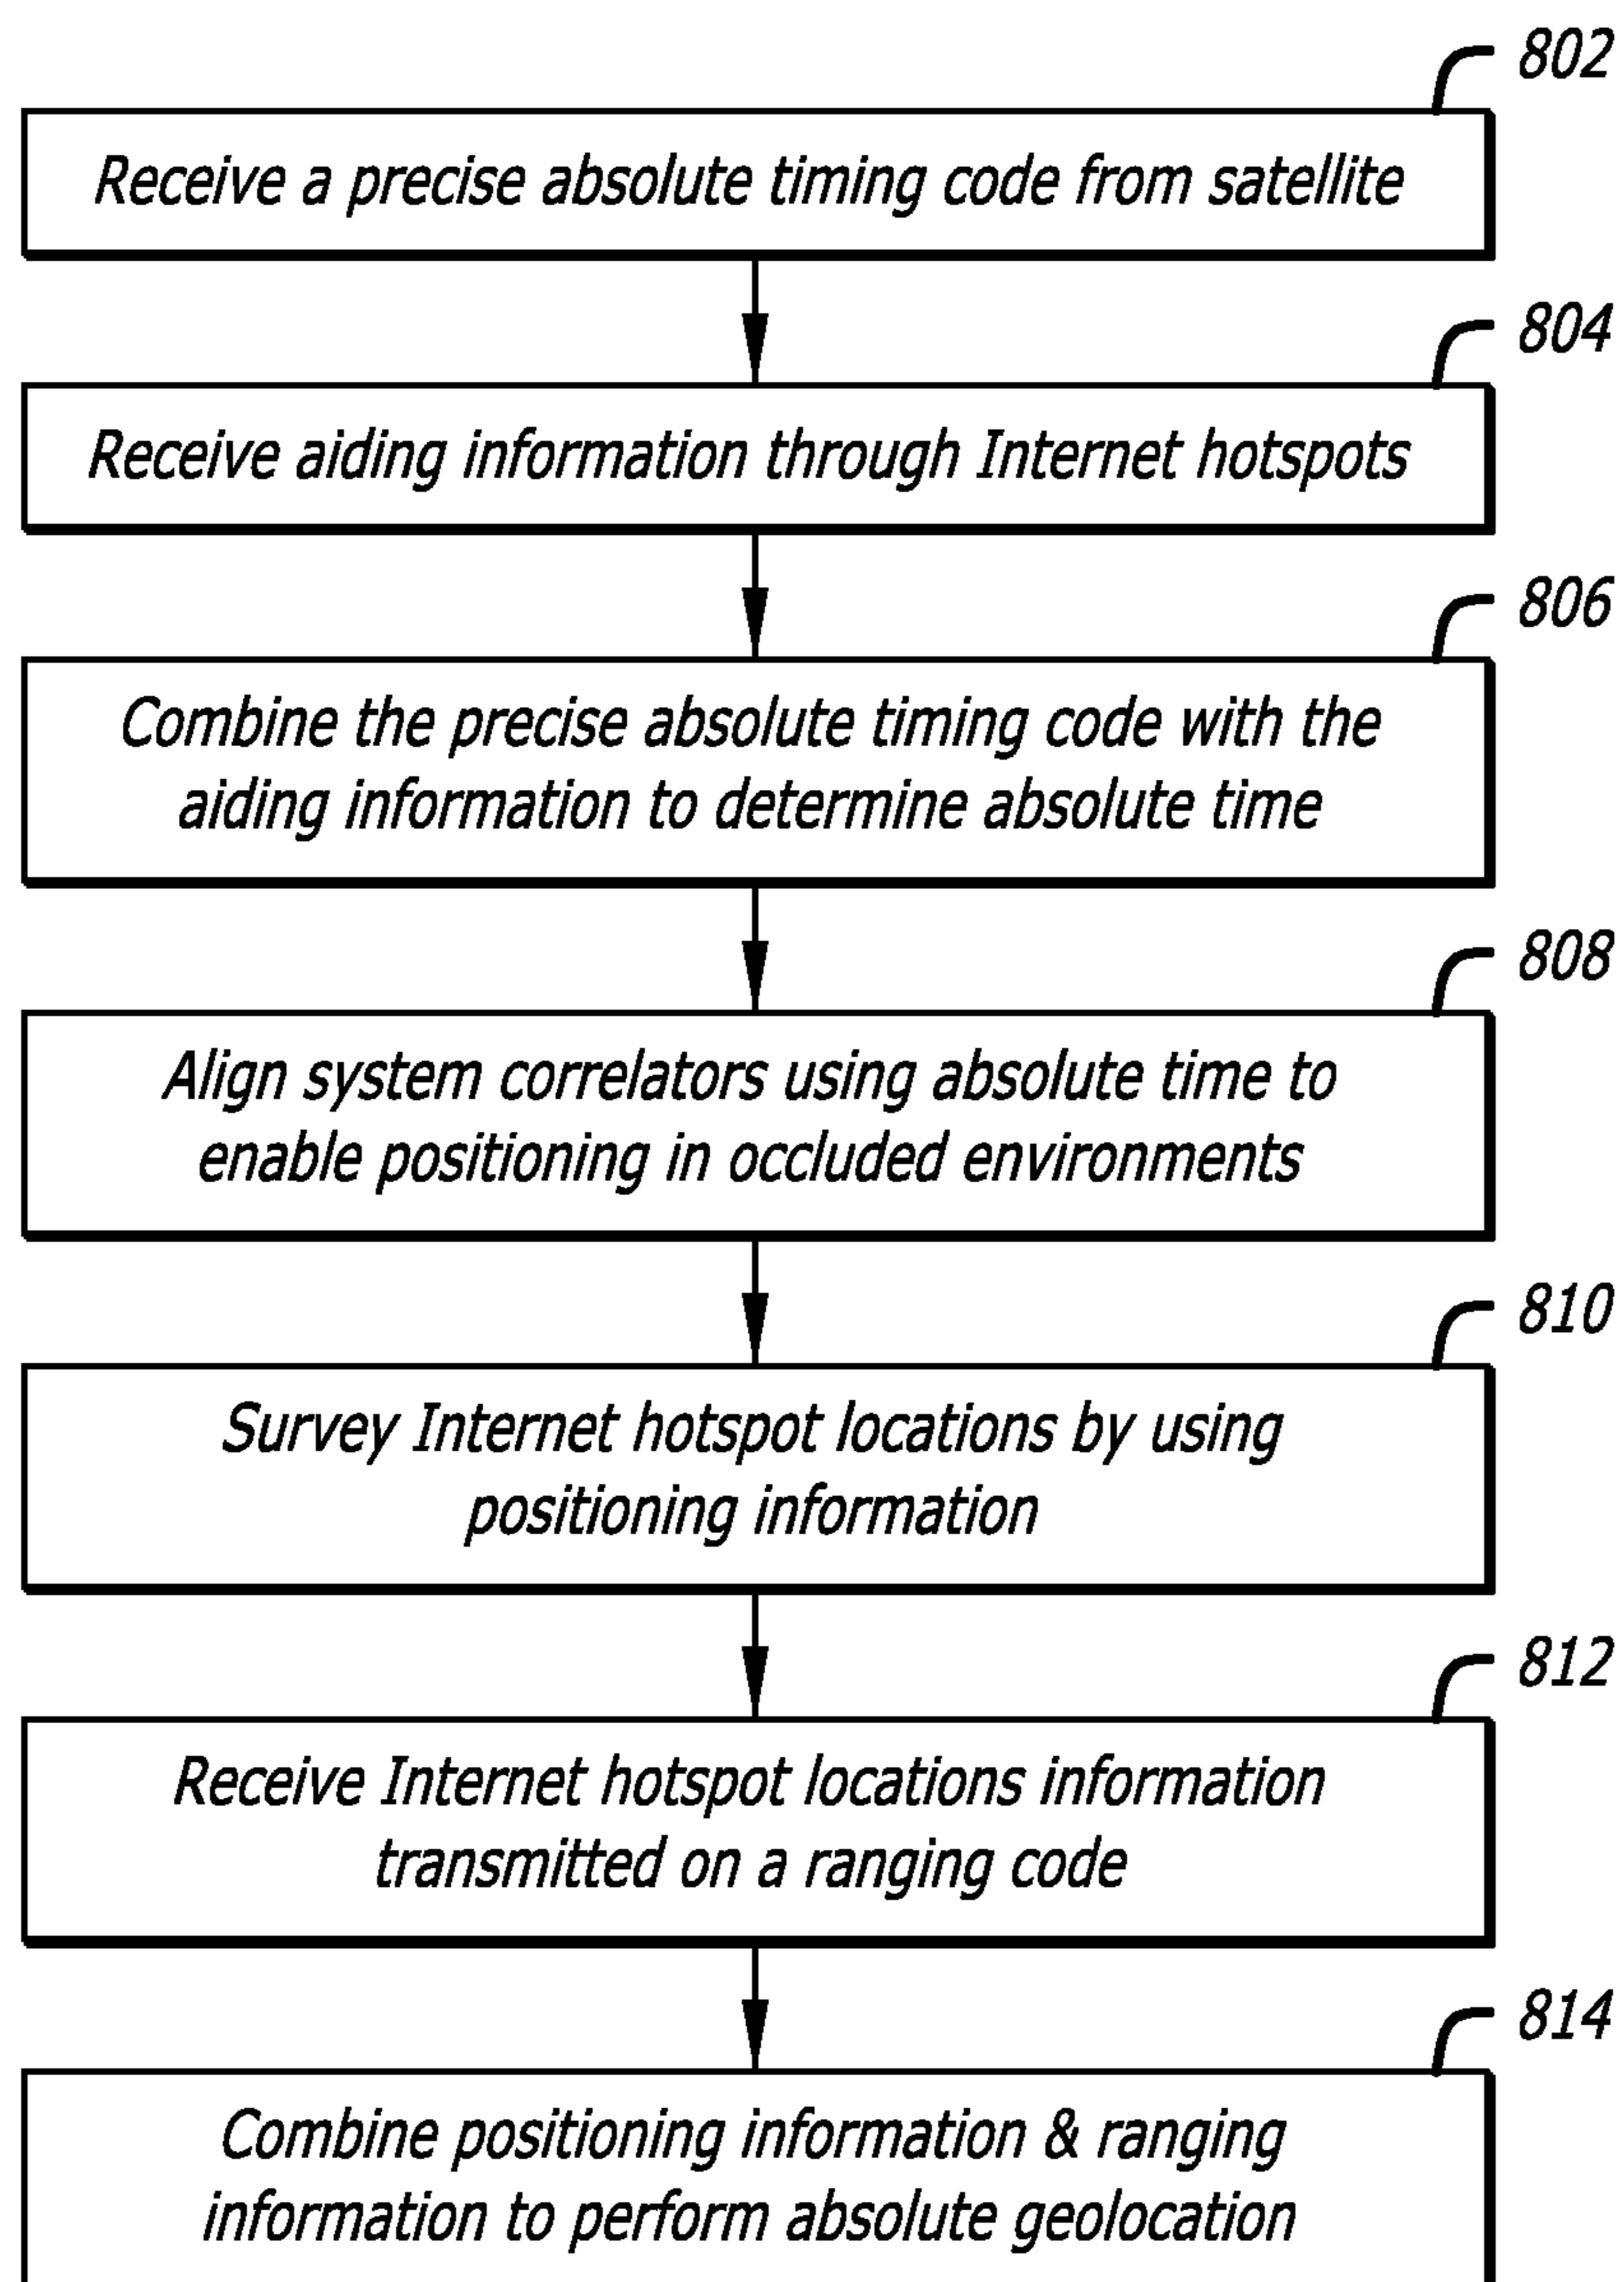 802
Receive a precise absolute timing code from satellite
804
Receive aiding information through Internet hotspots
806
Combine the precise absolute timing code with the
aiding information to determine absolute time
808
Align system correlators using absolute time to
enable positioning in occluded environments
810
Survey Internet hotspot locations by using
positioning information
812
Receive Internet hotspot locations information
transmitted on a ranging code
814
Combine positioning information & ranging
information to perform absolute geolocation